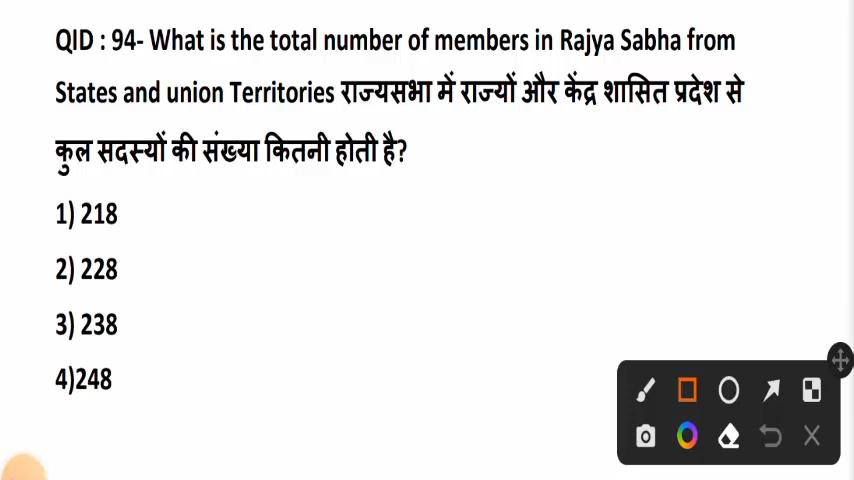 QID : 94- What is the total number of members in Rajya Sabha from
States and union Territories राज्यसभा में राज्यों और केंद्र शासित प्रदेश से
कुल सदस्यों की संख्या कितनी होती है?
1) 218
2) 228
3) 238
4)248